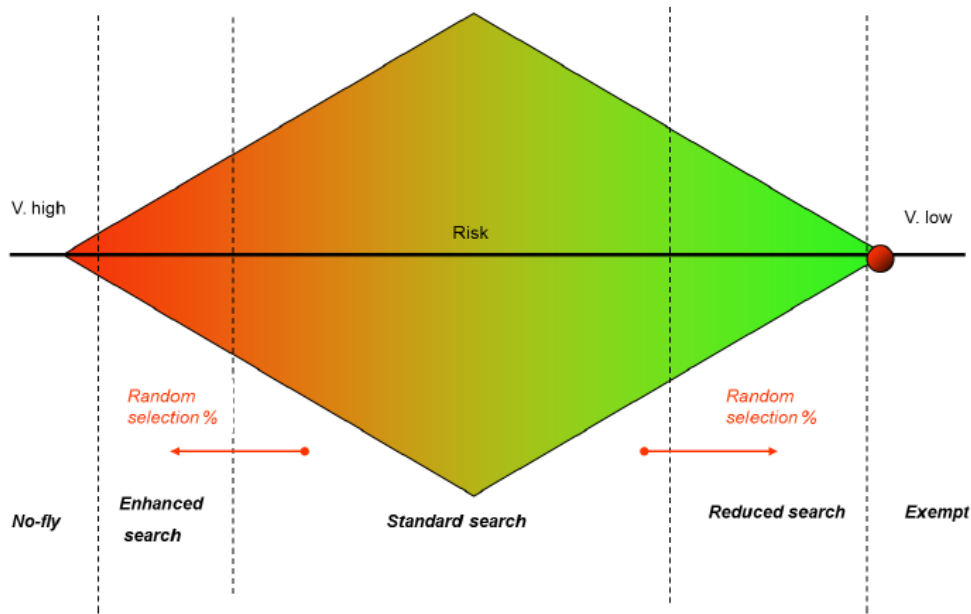 V. high
Risk
V. low
Random
selection %
Random
selection %
No-fly
Enhanced
search
Standard search
Reduced search
Exempt